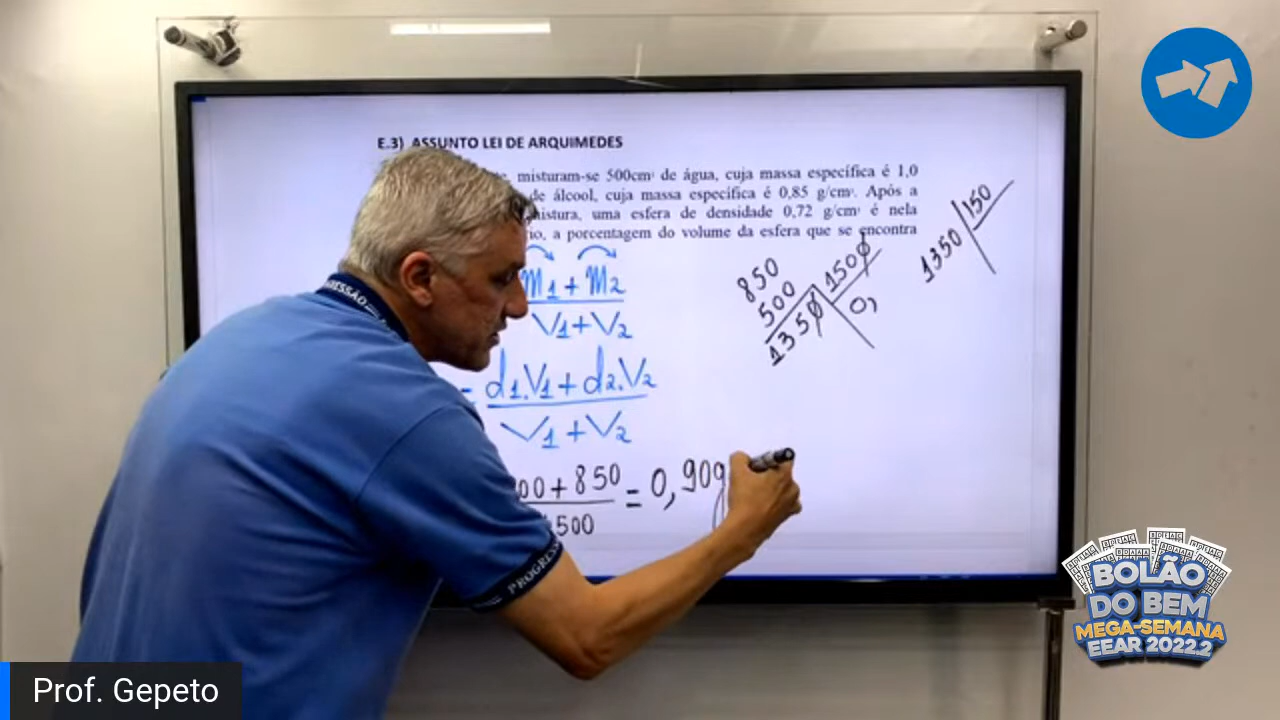 E.3) ASSUNTO LEI DE ARQUIMEDES
misturam-se 500cm³ de água, cuja massa específica é 1,0
de álcool, cuja massa específica é 0,85 g/cm³. Após a
mistura, uma esfera de densidade 0,72 g/cm³ é nela
a porcentagem do volume da esfera que se encontra
m1 + m2
V1+V2
= d1.V1 + d2.V2
V1+V2
00+850 = 0,90g
500
850
500
1350
1500
0,
1350
150
PROGRESS
Prof. Gepeto
BOLÃO
DO BEM
MEGA-SEMANA
EEAR 2022.2